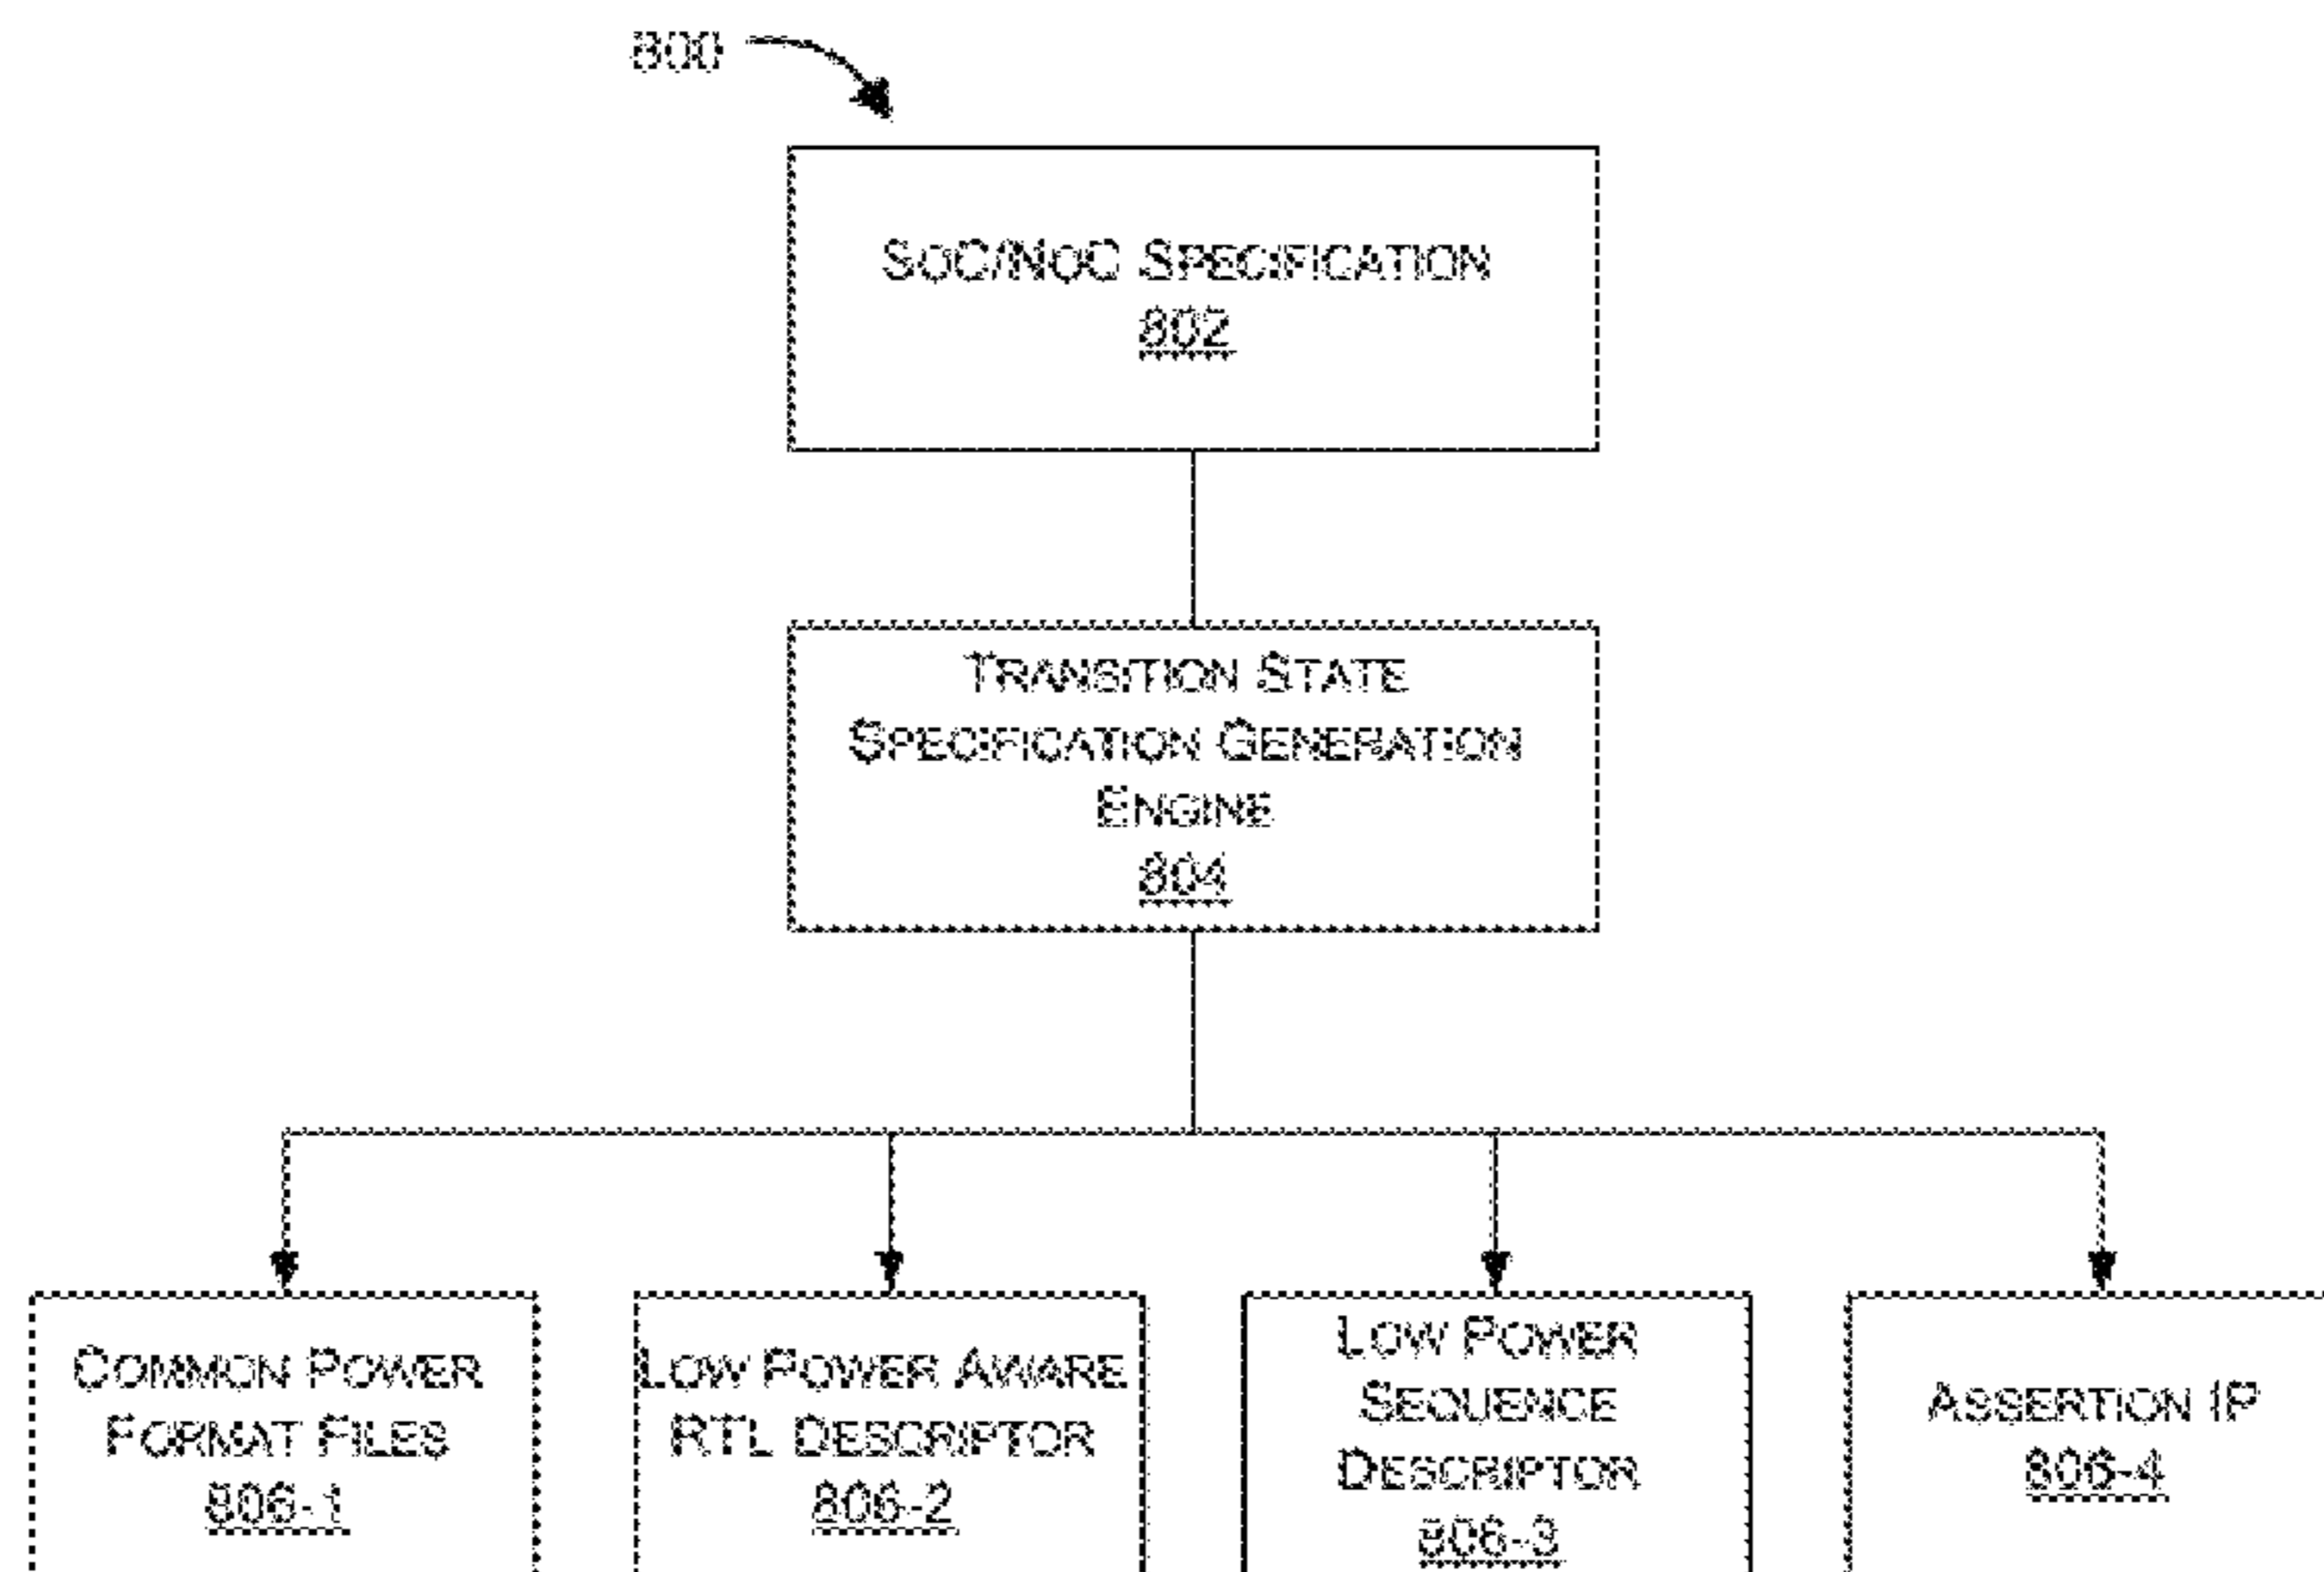 800
SoC/NoC Specification
802
Transition State
Specification Generation
Engine
804
Common Power
Format Files
806-1
Low Power Aware
RTL Descriptor
806-2
Low Power
Sequence
Descriptor
806-3
Assertion IP
806-4